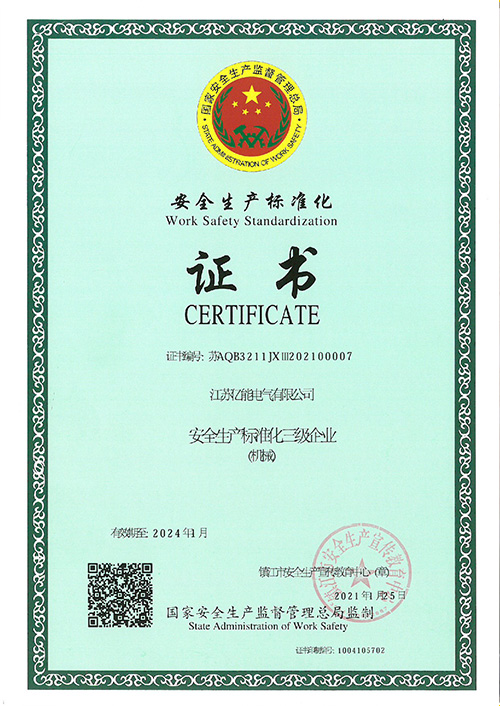 国家安全生产监督管理总局
STATE ADMINISTRATION OF WORK SAFETY
安全生产标准化
Work Safety Standardization
证书
CERTIFICATE
证书编号：苏AQB3211JXⅢ202100007
江苏亿能电气有限公司
安全生产标准化三级企业
(机械)
有效期至：2024年1月
镇江市安全生产宣传教育中心（章）
2021年1月25日
国家安全生产监督管理总局监制
State Administration of Work Safety
证书印制编号：1004105702